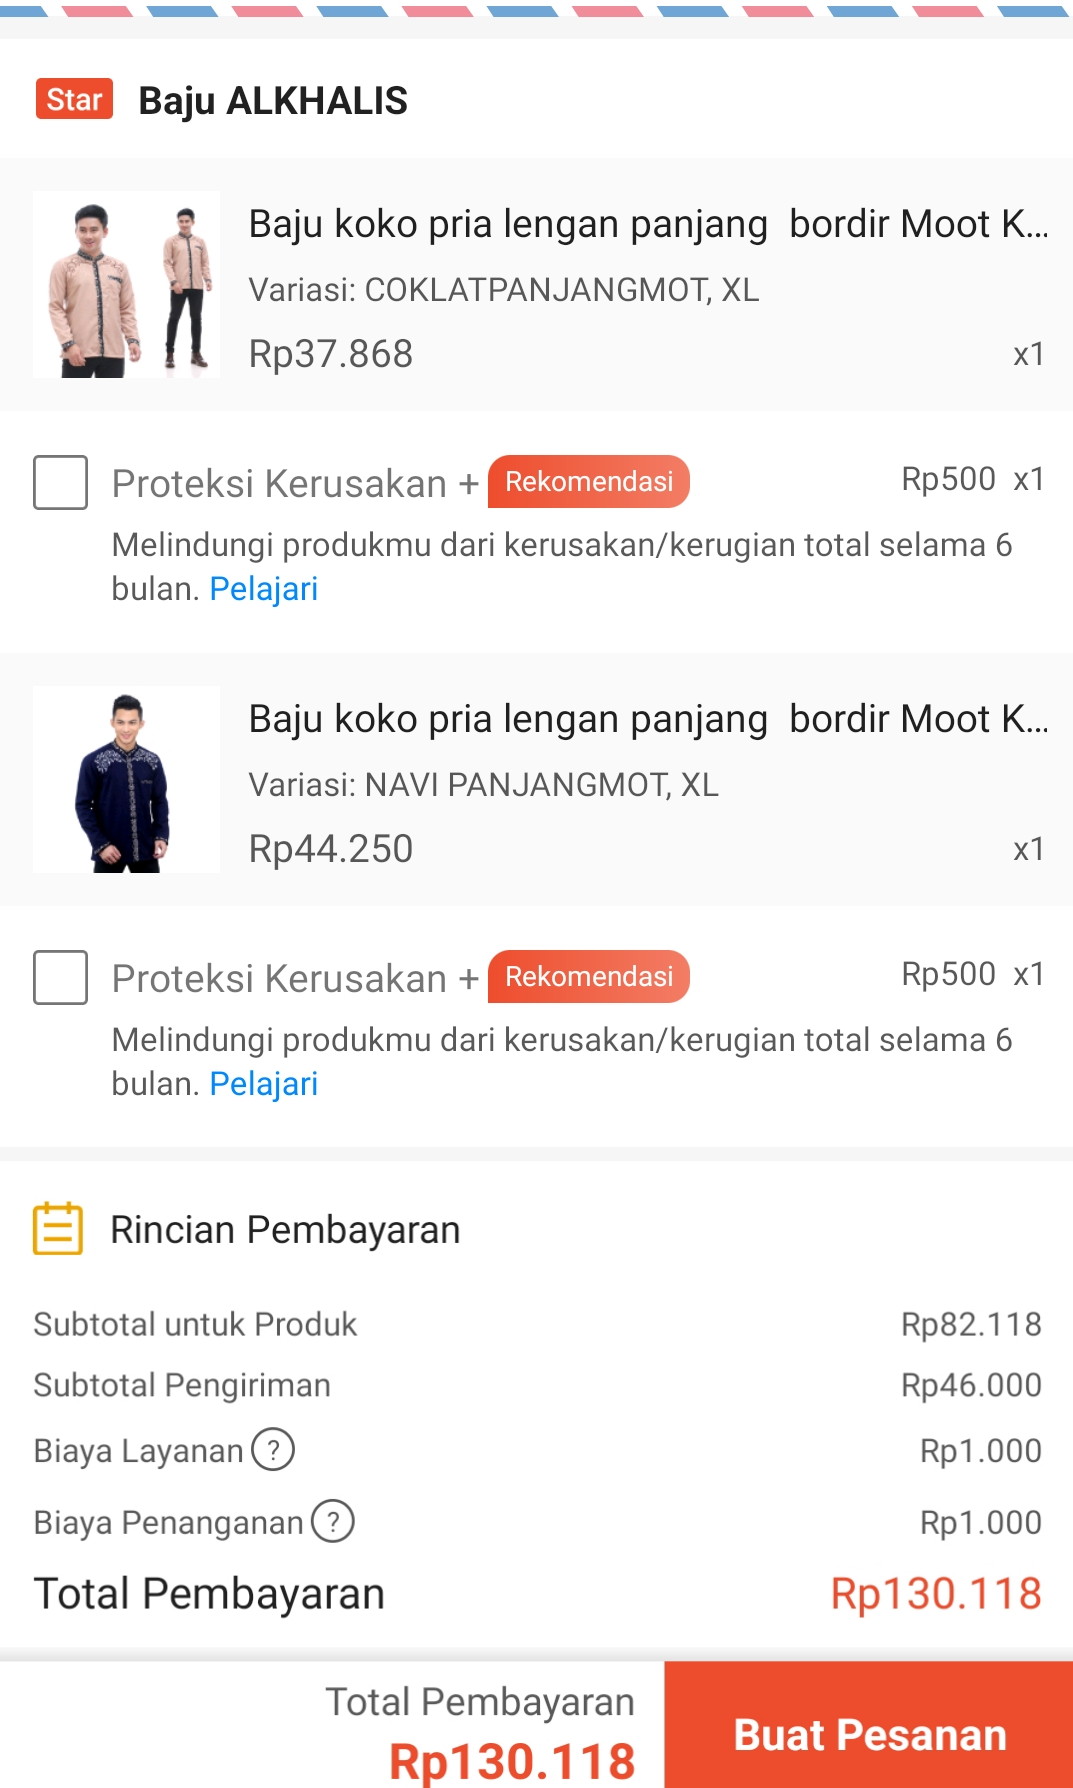 Star Baju ALKHALIS
Baju koko pria lengan panjang bordir Moot K...
Variasi: COKLATPANJANGMOT, XL
Rp37.868 x1
Proteksi Kerusakan + Rekomendasi Rp500 x1
Melindungi produkmu dari kerusakan/kerugian total selama 6
bulan. Pelajari
Baju koko pria lengan panjang bordir Moot K...
Variasi: NAVI PANJANGMOT, XL
Rp44.250 x1
Proteksi Kerusakan + Rekomendasi Rp500 x1
Melindungi produkmu dari kerusakan/kerugian total selama 6
bulan. Pelajari
Rincian Pembayaran
Subtotal untuk Produk Rp82.118
Subtotal Pengiriman Rp46.000
Biaya Layanan ? Rp1.000
Biaya Penanganan ? Rp1.000
Total Pembayaran Rp130.118
Total Pembayaran
Rp130.118
Buat Pesanan